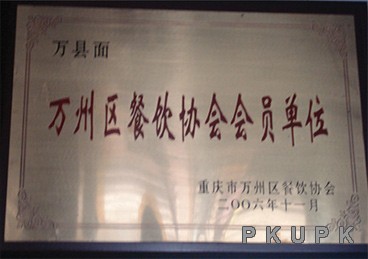 万县面
万州区餐饮协会会员单位
重庆市万州区餐饮协会
二〇〇六年十一月
PKUPK